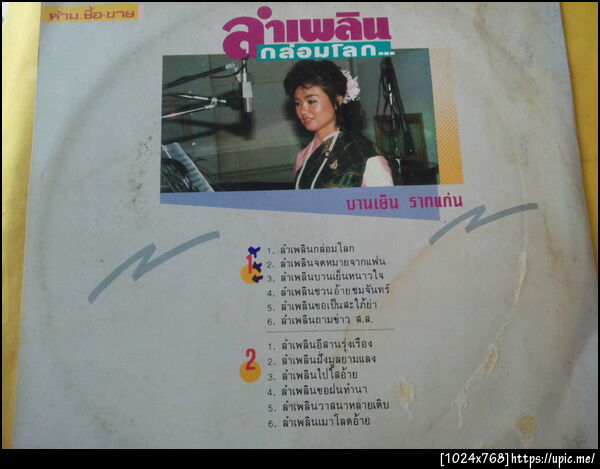 ห้าม ซื้อ-ขาย
ลำเพลิน
กล่อมโลก...
บานเย็น รากแก่น
1
1. ลำเพลินกล่อมโลก
2. ลำเพลินจดหมายจากแฟน
3. ลำเพลินบานเย็นหนาวใจ
4. ลำเพลินชวนอ้ายชมจันทร์
5. ลำเพลินขอเป็นสะใภ้ย่า
6. ลำเพลินถามข่าว ส.ส.
2
1. ลำเพลินอีสานรุ่งเรือง
2. ลำเพลินฝั่งมูลยามแลง
3. ลำเพลินไปไสอ้าย
4. ลำเพลินขอฝนทำนา
5. ลำเพลินวาสนาหลายเติบ
6. ลำเพลินเมาโลดอ้าย
[1024x768]https://upic.me/